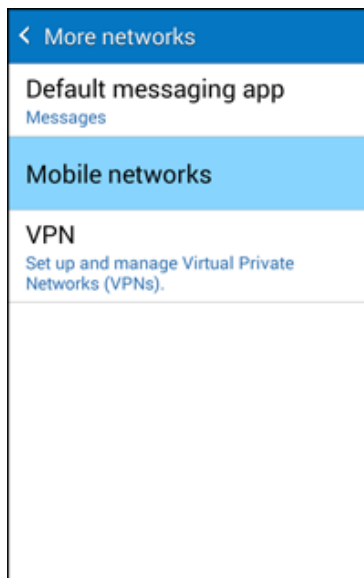 More networks
Default messaging app
Messages
Mobile networks
VPN
Set up and manage Virtual Private
Networks (VPNs).